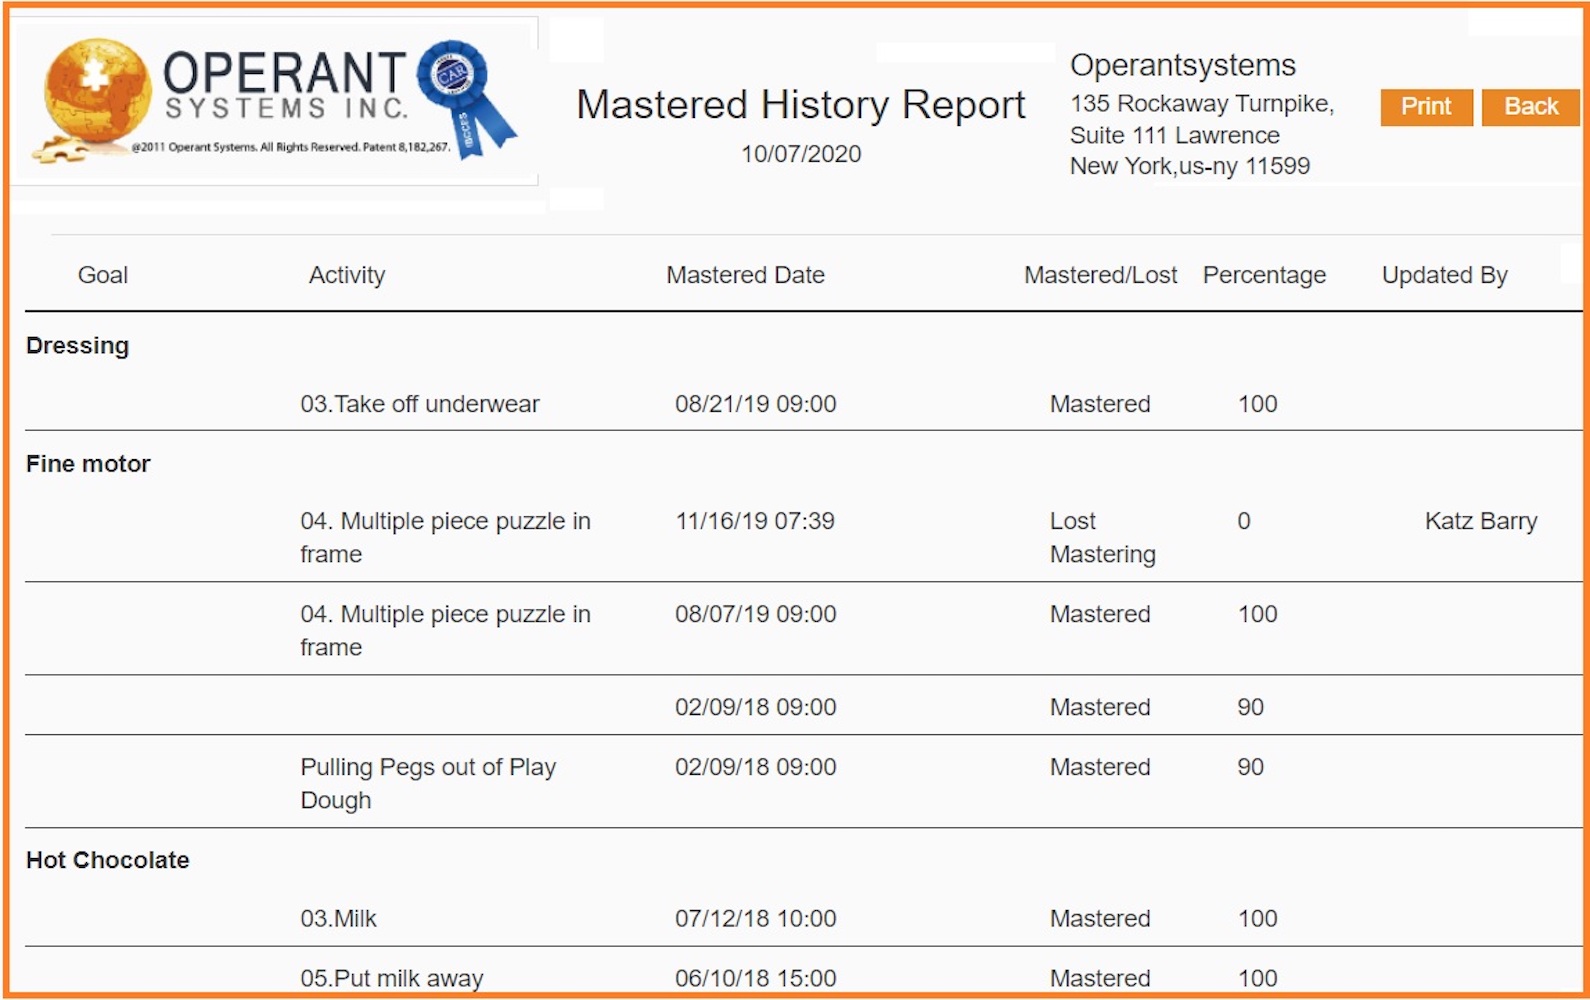 OPERANT
SYSTEMS INC.
CAR
IBCCES
@2011 Operant Systems. All Rights Reserved. Patent 8,182,267.
Mastered History Report
10/07/2020
Operantsystems
135 Rockaway Turnpike,
Suite 111 Lawrence
New York,us-ny 11599
Print Back
Goal Activity Mastered Date Mastered/Lost Percentage Updated By
Dressing
03.Take off underwear 08/21/19 09:00 Mastered 100
Fine motor
04. Multiple piece puzzle in 11/16/19 07:39 Lost 0 Katz Barry
frame Mastering
04. Multiple piece puzzle in 08/07/19 09:00 Mastered 100
frame
02/09/18 09:00 Mastered 90
Pulling Pegs out of Play 02/09/18 09:00 Mastered 90
Dough
Hot Chocolate
03.Milk 07/12/18 10:00 Mastered 100
05.Put milk away 06/10/18 15:00 Mastered 100